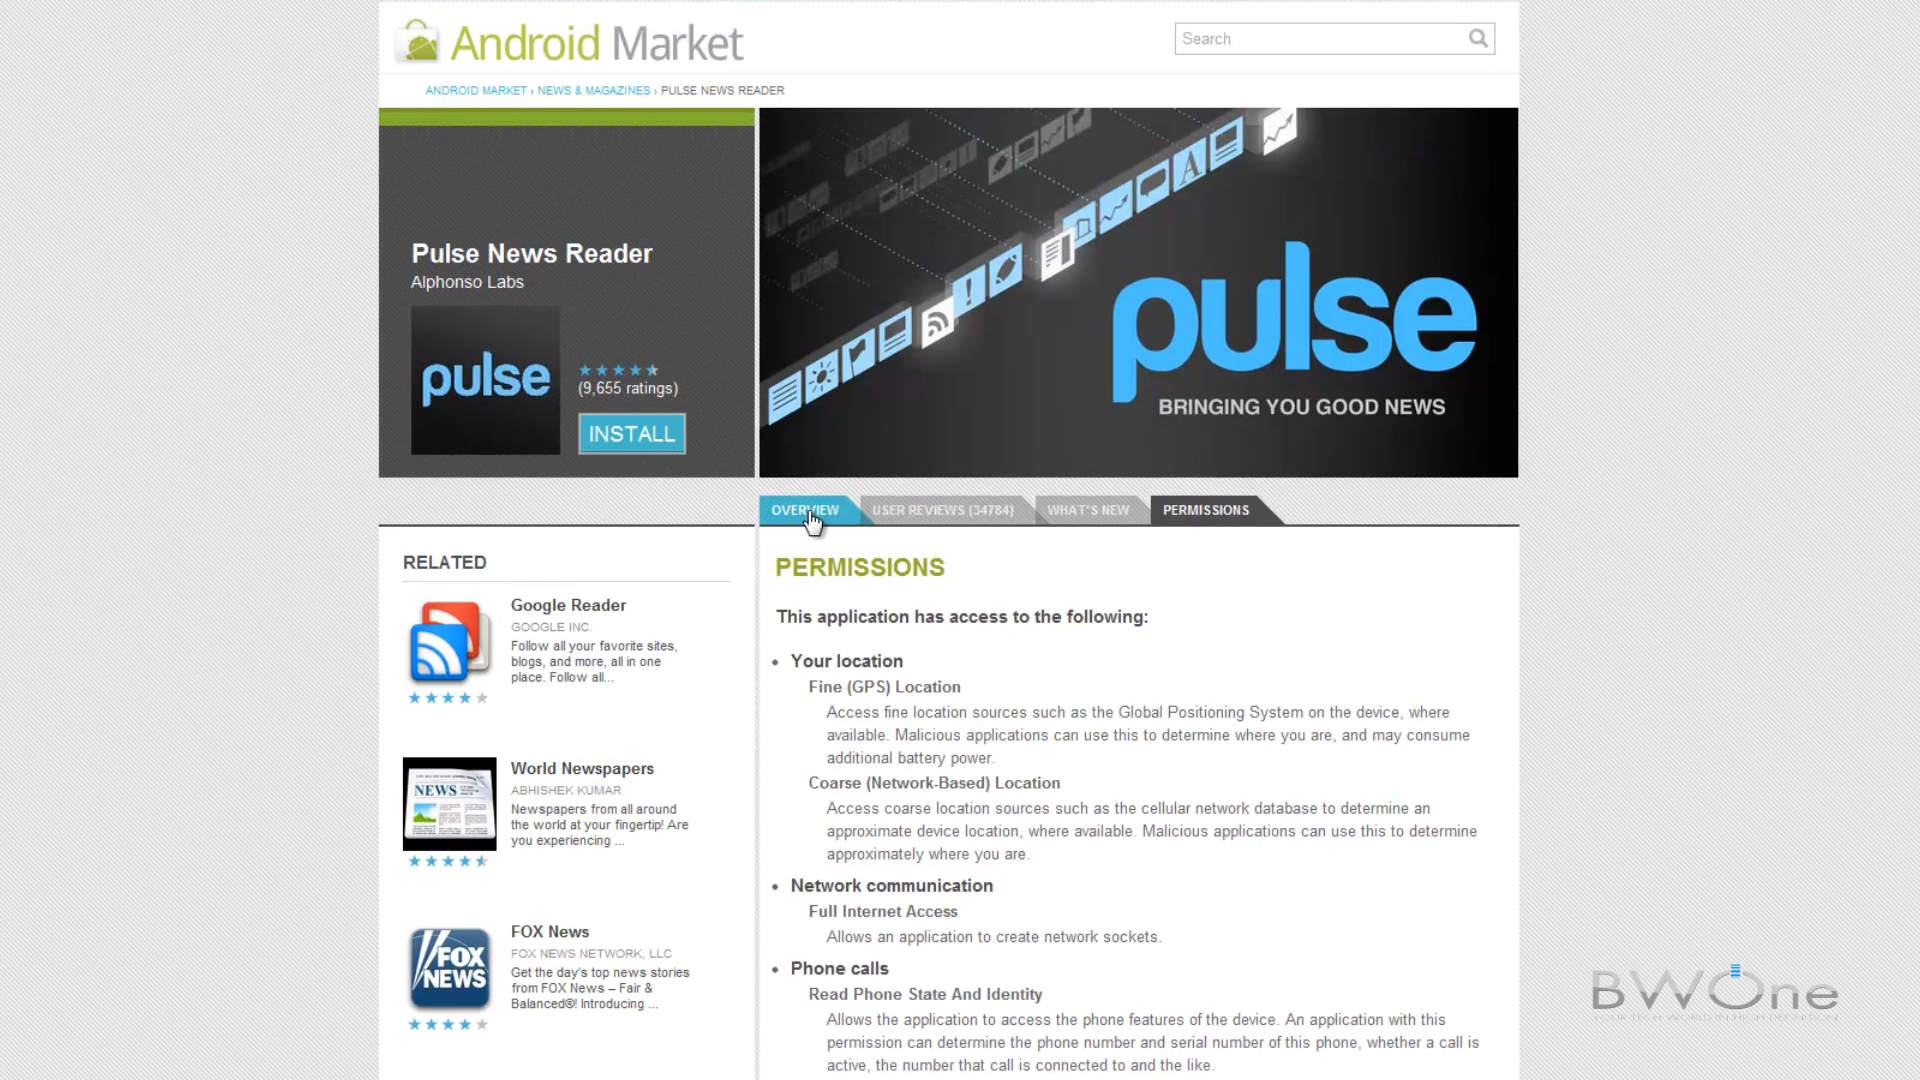 Android Market
Search
ANDROID MARKET › NEWS & MAGAZINES › PULSE NEWS READER
Pulse News Reader
Alphonso Labs
pulse
(9,655 ratings)
INSTALL
pulse
BRINGING YOU GOOD NEWS
OVERVIEW
USER REVIEWS (34784)
WHAT'S NEW
PERMISSIONS
RELATED
Google Reader
GOOGLE INC.
Follow all your favorite sites,
blogs, and more, all in one
place. Follow all...
NEWS
World Newspapers
ABHISHEK KUMAR
Newspapers from all around
the world at your fingertip! Are
you experiencing ...
FOX
NEWS
FOX News
FOX NEWS NETWORK, LLC
Get the day's top news stories
from FOX News – Fair &
Balanced®! Introducing ...
PERMISSIONS
This application has access to the following:
• Your location
Fine (GPS) Location
Access fine location sources such as the Global Positioning System on the device, where
available. Malicious applications can use this to determine where you are, and may consume
additional battery power.
Coarse (Network-Based) Location
Access coarse location sources such as the cellular network database to determine an
approximate device location, where available. Malicious applications can use this to determine
approximately where you are.
• Network communication
Full Internet Access
Allows an application to create network sockets.
• Phone calls
Read Phone State And Identity
Allows the application to access the phone features of the device. An application with this
permission can determine the phone number and serial number of this phone, whether a call is
active, the number that call is connected to and the like.
BWOne
YOUR TECH WORLD IN HIGH DEFINITION